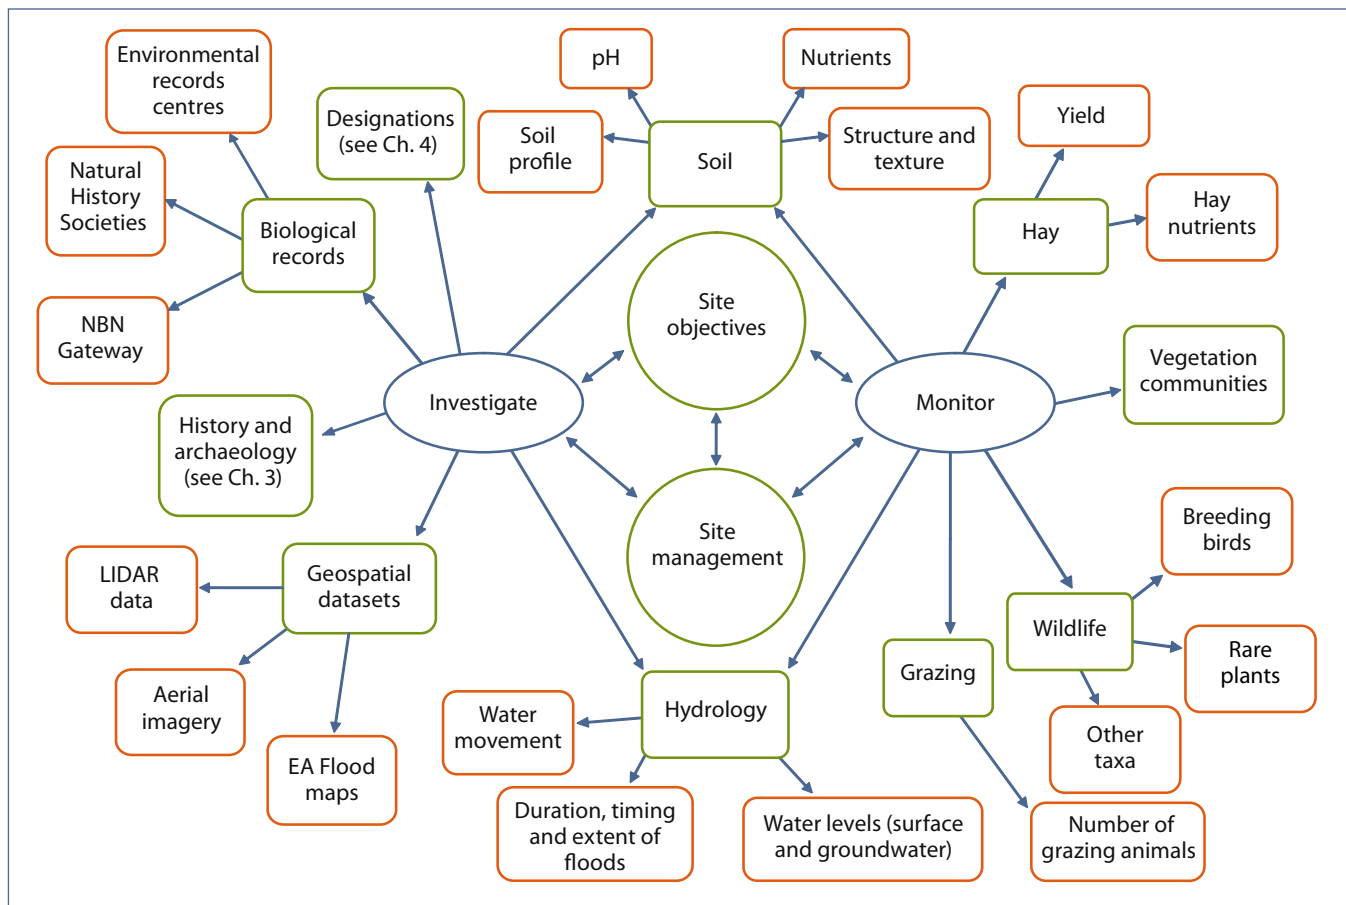 Environmental
records
centres
Designations
(see Ch. 4)
pH
Nutrients
Soil
profile
Soil
Structure and
texture
Yield
Natural
History
Societies
Biological
records
Hay
Hay
nutrients
NBN
Gateway
Site
objectives
Vegetation
communities
Investigate
Monitor
History and
archaeology
(see Ch. 3)
Site
management
Breeding
birds
LIDAR
data
Geospatial
datasets
Wildlife
Rare
plants
Grazing
Aerial
imagery
Hydrology
Water
movement
Other
taxa
EA Flood
maps
Duration, timing
and extent of
floods
Water levels (surface
and groundwater)
Number of
grazing animals